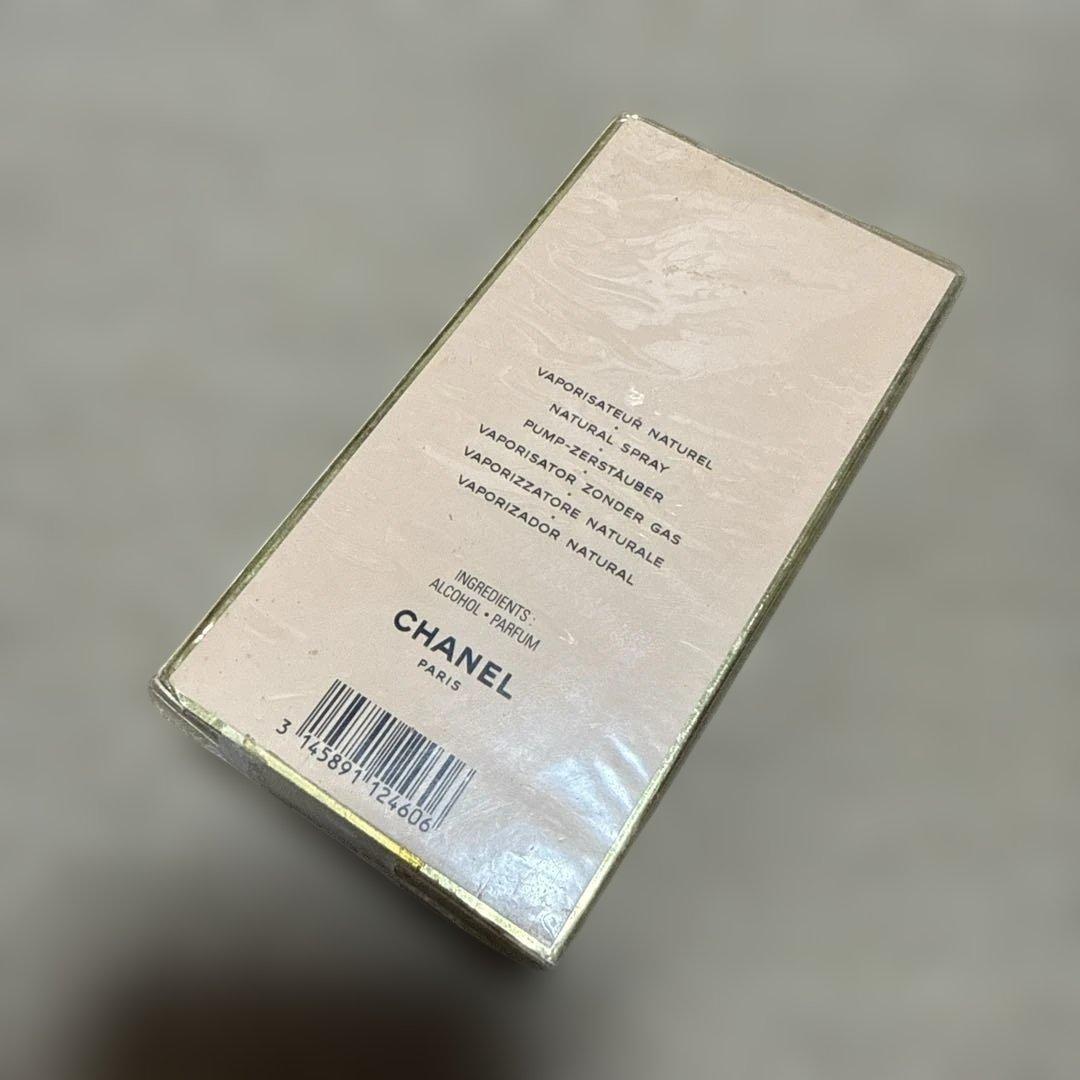 VAPORISATEUR NATUREL
•
NATURAL SPRAY
•
PUMP-ZERSTÄUBER
•
VAPORISATOR ZONDER GAS
•
VAPORIZZATORE NATURALE
•
VAPORIZADOR NATURAL
INGREDIENTS:
ALCOHOL • PARFUM
CHANEL
PARIS
3 145891 124606